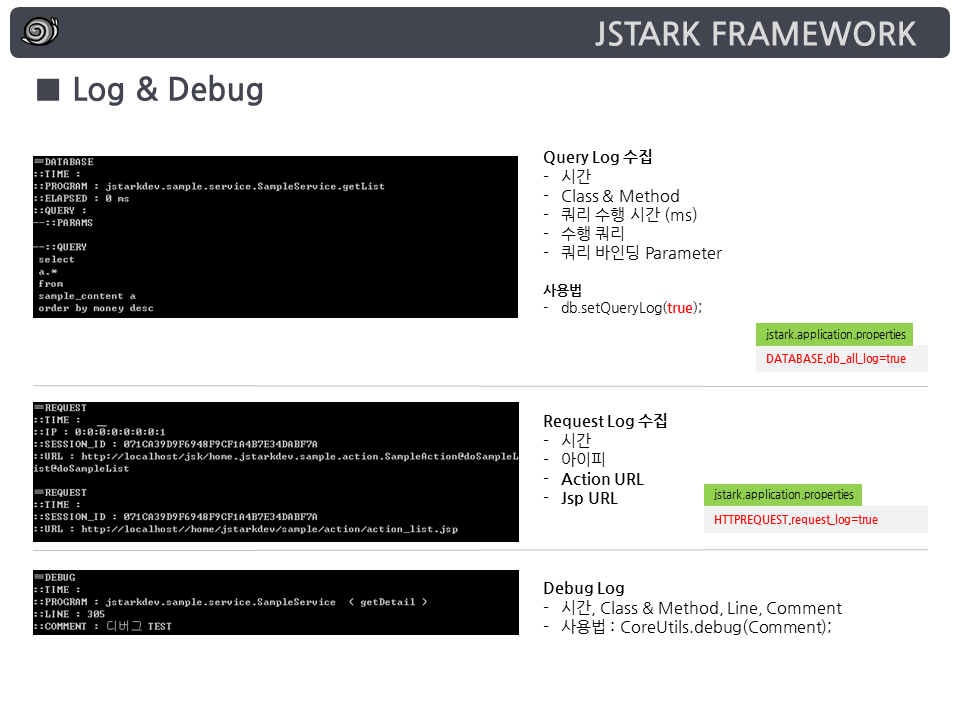 JSTARK FRAMEWORK
■ Log & Debug
==DATABASE
::TIME :
::PROGRAM : jstarkdev.sample.service.SampleService.getList
::ELAPSED : 0 ms
::QUERY :
--::PARAMS
--::QUERY
select
a.*
from
sample_content a
order by money desc
Query Log 수집
- 시간
- Class & Method
- 쿼리 수행 시간 (ms)
- 수행 쿼리
- 쿼리 바인딩 Parameter
사용법
- db.setQueryLog(true);
jstark.application.properties
DATABASE.db_all_log=true
==REQUEST
::TIME :
::IP : 0:0:0:0:0:0:0:1
::SESSION_ID : 071CA39D9F6948F9CF1A4B7E34DABF7A
::URL : http://localhost/jsk/home.jstarkdev.sample.action.SampleAction@doSampleL
ist@doSampleList
==REQUEST
::TIME :
::SESSION_ID : 071CA39D9F6948F9CF1A4B7E34DABF7A
::URL : http://localhost//home/jstarkdev/sample/action/action_list.jsp
Request Log 수집
- 시간
- 아이피
- Action URL
- Jsp URL
jstark.application.properties
HTTPREQUEST.request_log=true
==DEBUG
::TIME :
::PROGRAM : jstarkdev.sample.service.SampleService < getDetail >
::LINE : 305
::COMMENT : 디버그 TEST
Debug Log
- 시간, Class & Method, Line, Comment
- 사용법 : CoreUtils.debug(Comment);